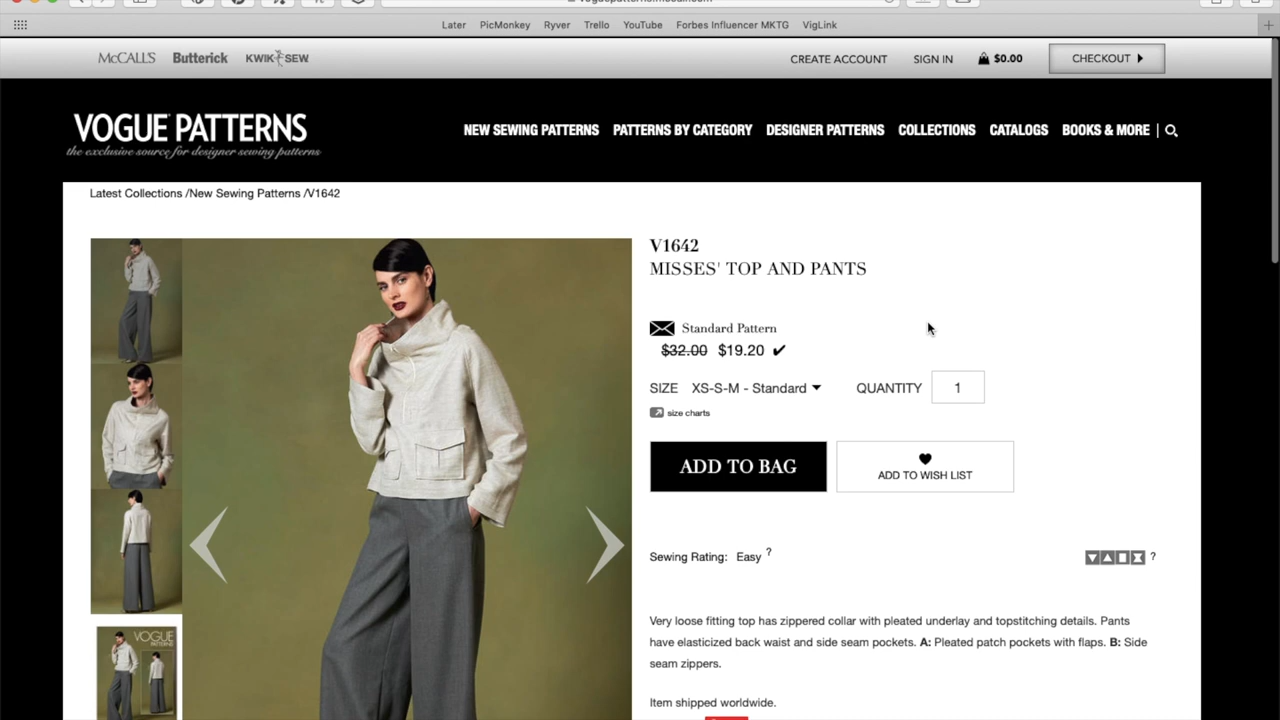 Later PicMonkey Ryver Trello YouTube Forbes Influencer MKTG VigLink
McCALL'S Butterick KWIK SEW CREATE ACCOUNT SIGN IN $0.00 CHECKOUT
VOGUE PATTERNS
the exclusive source for designer sewing patterns
NEW SEWING PATTERNS PATTERNS BY CATEGORY DESIGNER PATTERNS COLLECTIONS CATALOGS BOOKS & MORE
Latest Collections /New Sewing Patterns /V1642
V1642
MISSES' TOP AND PANTS
Standard Pattern
$32.00 $19.20
SIZE XS-S-M - Standard QUANTITY 1
size charts
ADD TO BAG
ADD TO WISH LIST
Sewing Rating: Easy ?
?
Very loose fitting top has zippered collar with pleated underlay and topstitching details. Pants
have elasticized back waist and side seam pockets. A: Pleated patch pockets with flaps. B: Side
seam zippers.
Item shipped worldwide.
VOGUE
PATTERNS